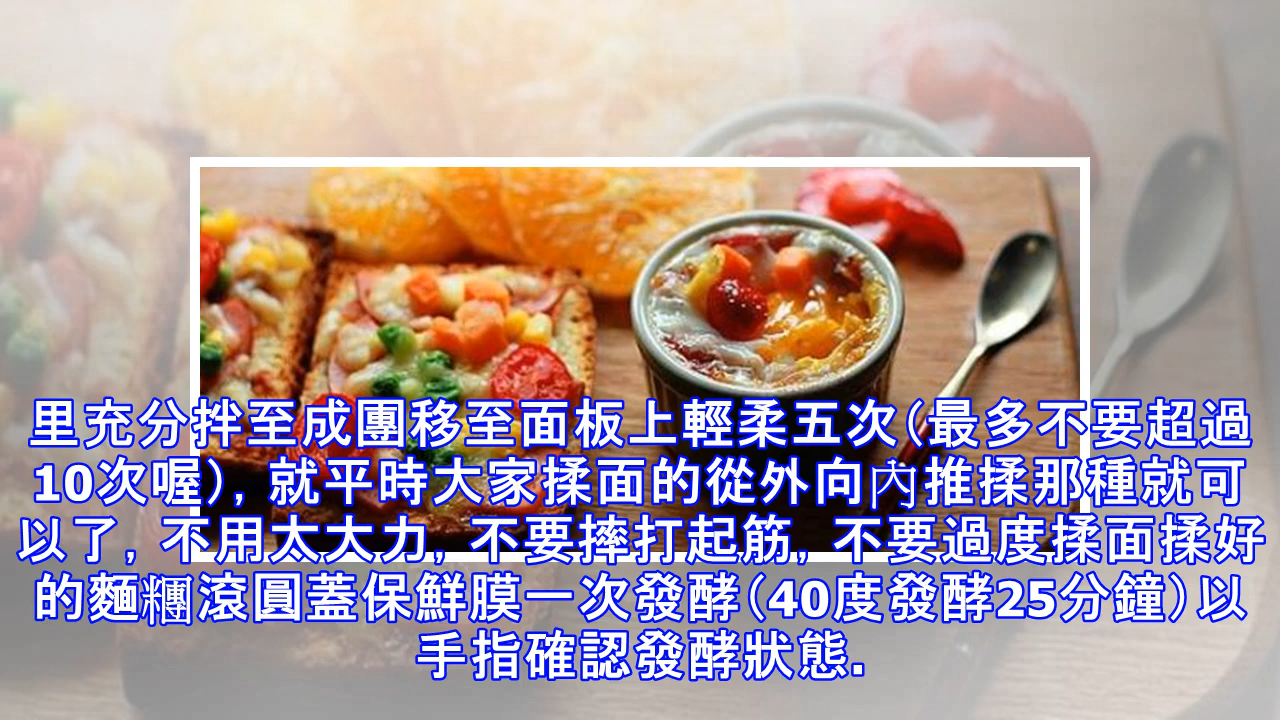 里充分拌至成團移至面板上輕柔五次(最多不要超過
10次喔), 就平時大家揉面的從外向內推揉那種就可
以了, 不用太大力, 不要摔打起筋, 不要過度揉面揉好
的麵糰滾圓蓋保鮮膜一次發酵(40度發酵25分鐘)以
手指確認發酵狀態.